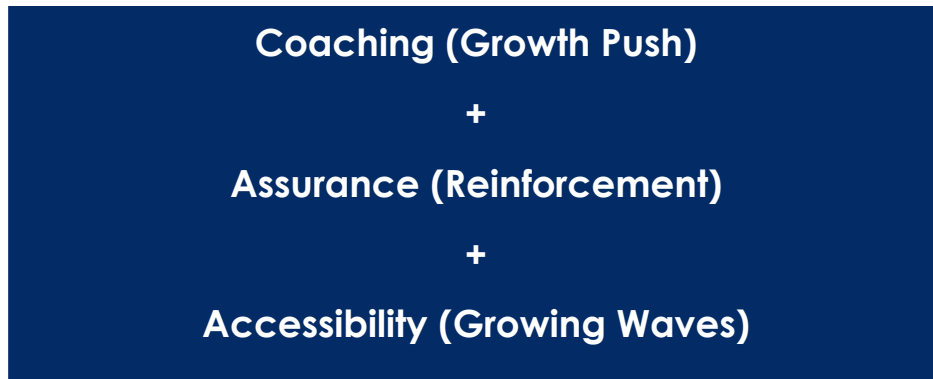 Coaching (Growth Push)
+
Assurance (Reinforcement)
+
Accessibility (Growing Waves)